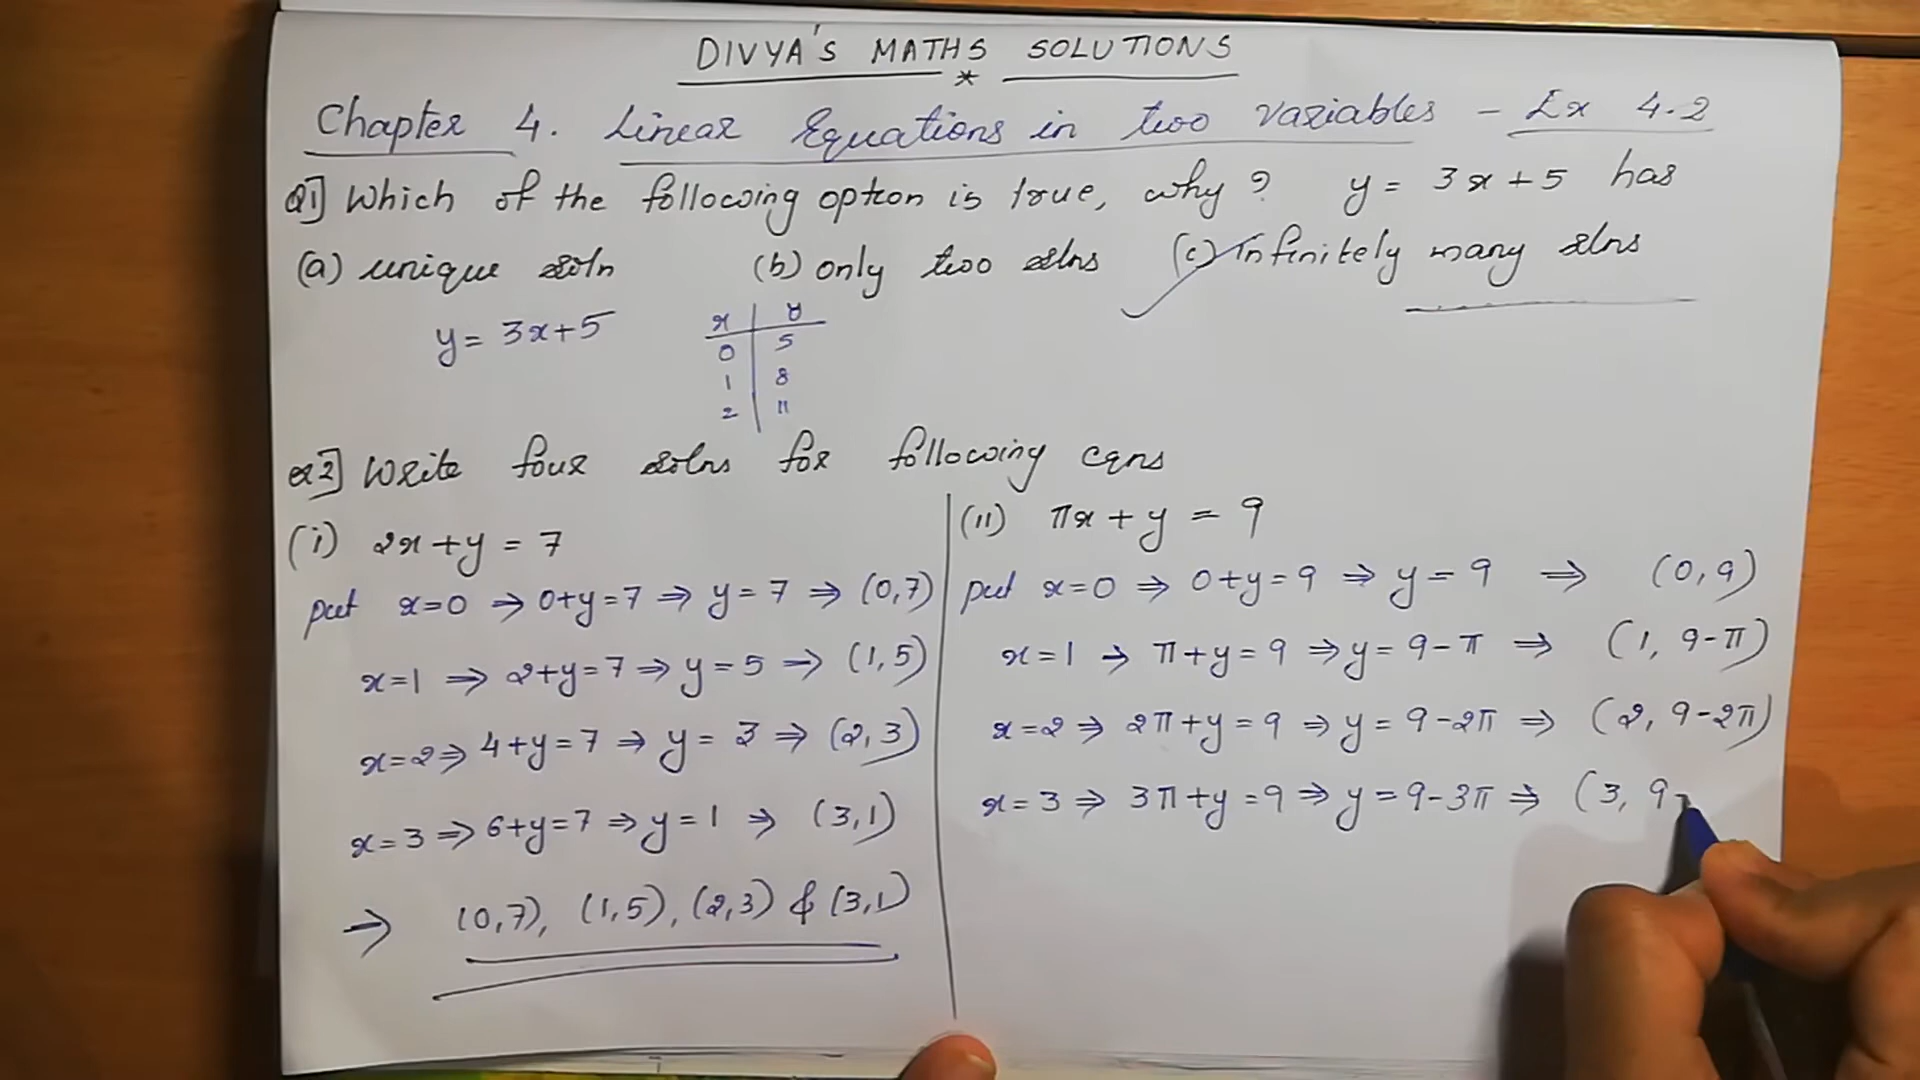 DIVYA'S MATHS SOLUTIONS
*
Chapter 4. Linear Equations in two variables - Ex 4.2
Q1] Which of the following option is true, why? y = 3x+5 has
(a) unique soln (b) only two solns (c) infinitely many solns
y = 3x+5
x | y
0 | 5
1 | 8
2 | 11
Q2] Write four solns for following eqns
(i) 2x+y = 7
put x=0 ⇒ 0+y=7 ⇒ y=7 ⇒ (0,7)
x=1 ⇒ 2+y=7 ⇒ y=5 ⇒ (1,5)
x=2 ⇒ 4+y=7 ⇒ y=3 ⇒ (2,3)
x=3 ⇒ 6+y=7 ⇒ y=1 ⇒ (3,1)
⇒ (0,7), (1,5), (2,3) & (3,1)
(ii) πx+y = 9
put x=0 ⇒ 0+y=9 ⇒ y=9 ⇒ (0,9)
x=1 ⇒ π+y=9 ⇒ y=9-π ⇒ (1, 9-π)
x=2 ⇒ 2π+y=9 ⇒ y=9-2π ⇒ (2, 9-2π)
x=3 ⇒ 3π+y=9 ⇒ y=9-3π ⇒ (3, 9-